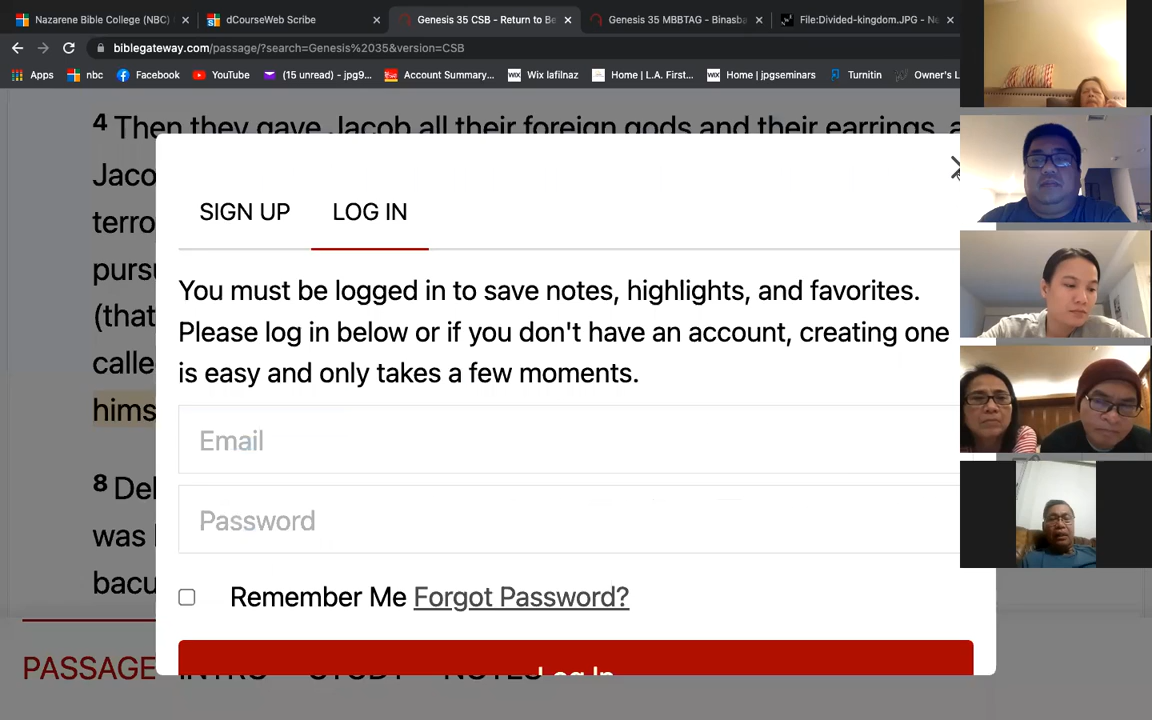 Nazarene Bible College (NBC)
dCourseWeb Scribe
Genesis 35 CSB - Return to Be
Genesis 35 MBBTAG - Binasba
File:Divided-kingdom.JPG - Ne
biblegateway.com/passage/?search=Genesis%2035&version=CSB
Apps
nbc
Facebook
YouTube
(15 unread) - jpg9...
Account Summary...
Wix lafilnaz
Home | L.A. First...
Home | jpgseminars
Turnitin
Owner's L
4 Then they gave Jacob all their foreign gods and their earrings, a
Jaco
terro
pursu
(that
calle
hims
8 Del
was
bacu
SIGN UP
LOG IN
You must be logged in to save notes, highlights, and favorites.
Please log in below or if you don't have an account, creating one
is easy and only takes a few moments.
Email
Password
Remember Me Forgot Password?
Log In
PASSAGE INTRO STUDY NOTES